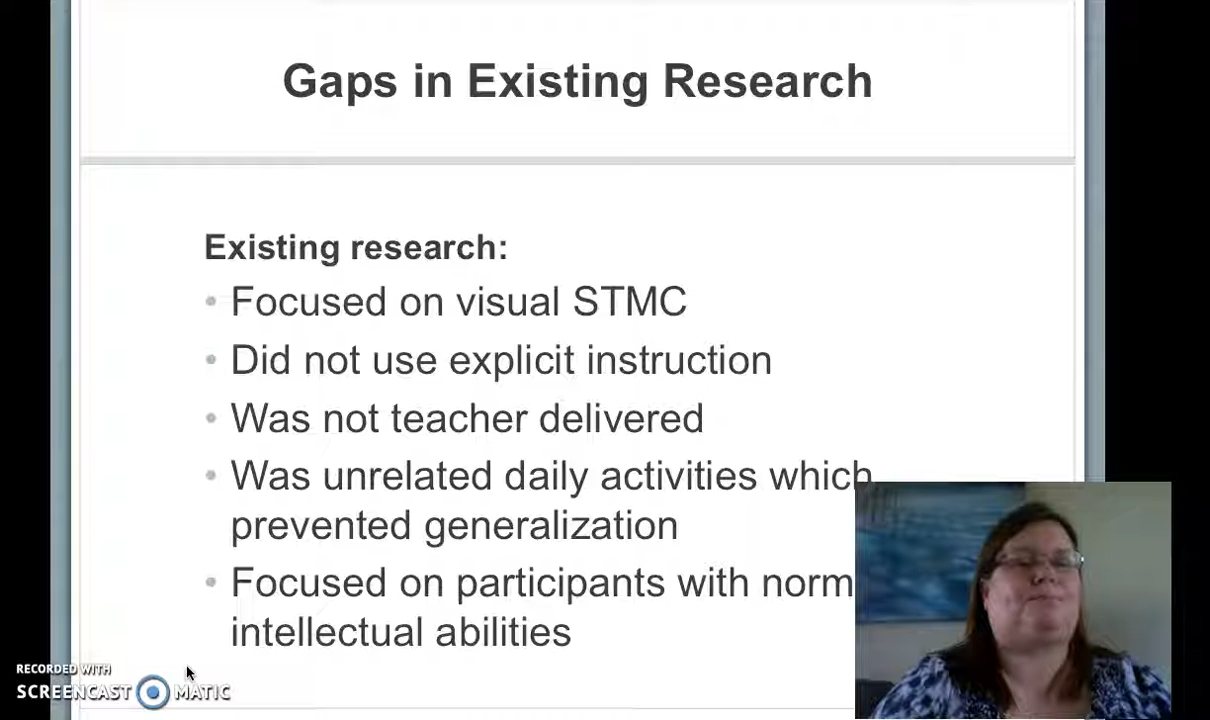 Gaps in Existing Research
Existing research:
• Focused on visual STMC
• Did not use explicit instruction
• Was not teacher delivered
• Was unrelated daily activities which
prevented generalization
• Focused on participants with norm
intellectual abilities
RECORDED WITH
SCREENCAST MATIC